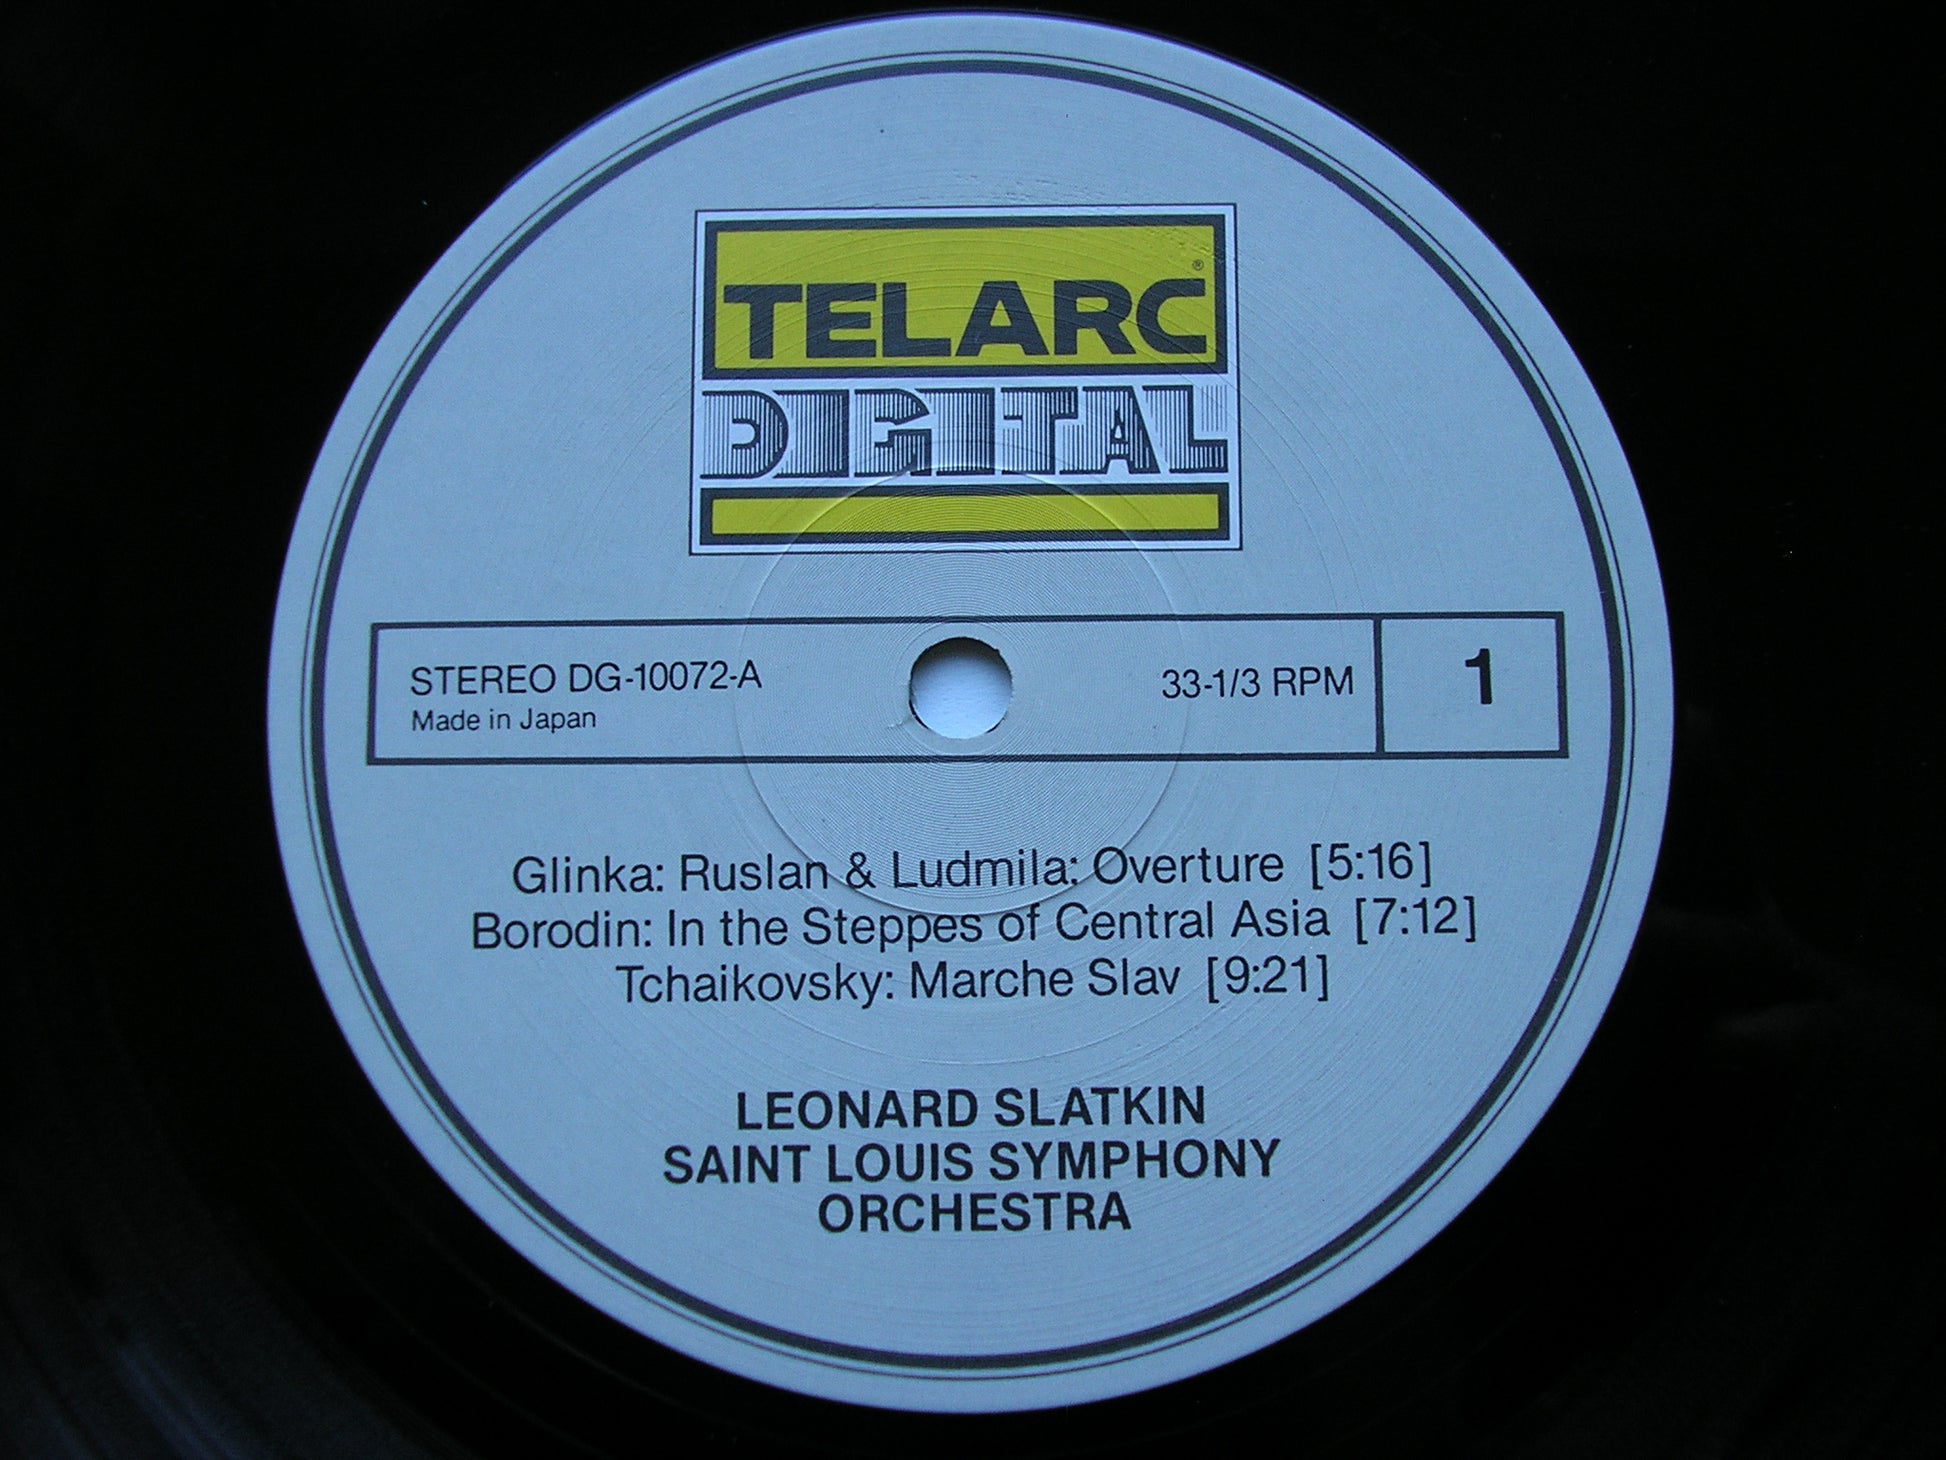 TELARC®
DIGITAL
STEREO DG-10072-A
Made in Japan
33-1/3 RPM
1
Glinka: Ruslan & Ludmila: Overture [5:16]
Borodin: In the Steppes of Central Asia [7:12]
Tchaikovsky: Marche Slav [9:21]
LEONARD SLATKIN
SAINT LOUIS SYMPHONY
ORCHESTRA